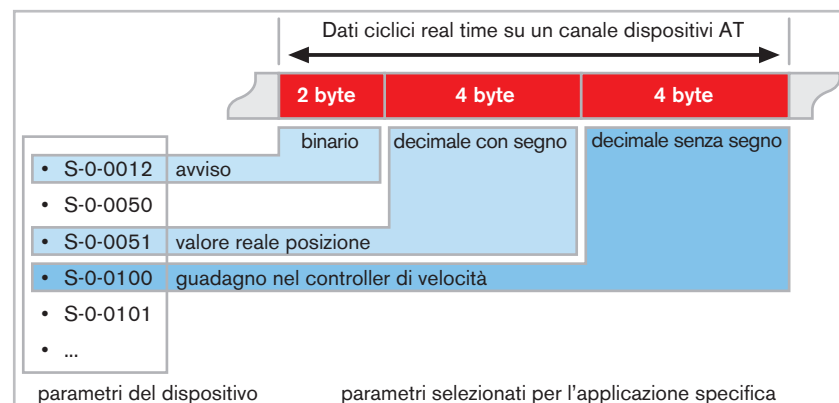 Dati ciclici real time su un canale dispositivi AT
2 byte 4 byte 4 byte
binario decimale con segno decimale senza segno
• S-0-0012 avviso
• S-0-0050
• S-0-0051 valore reale posizione
• S-0-0100 guadagno nel controller di velocità
• S-0-0101
• ...
parametri del dispositivo parametri selezionati per l'applicazione specifica